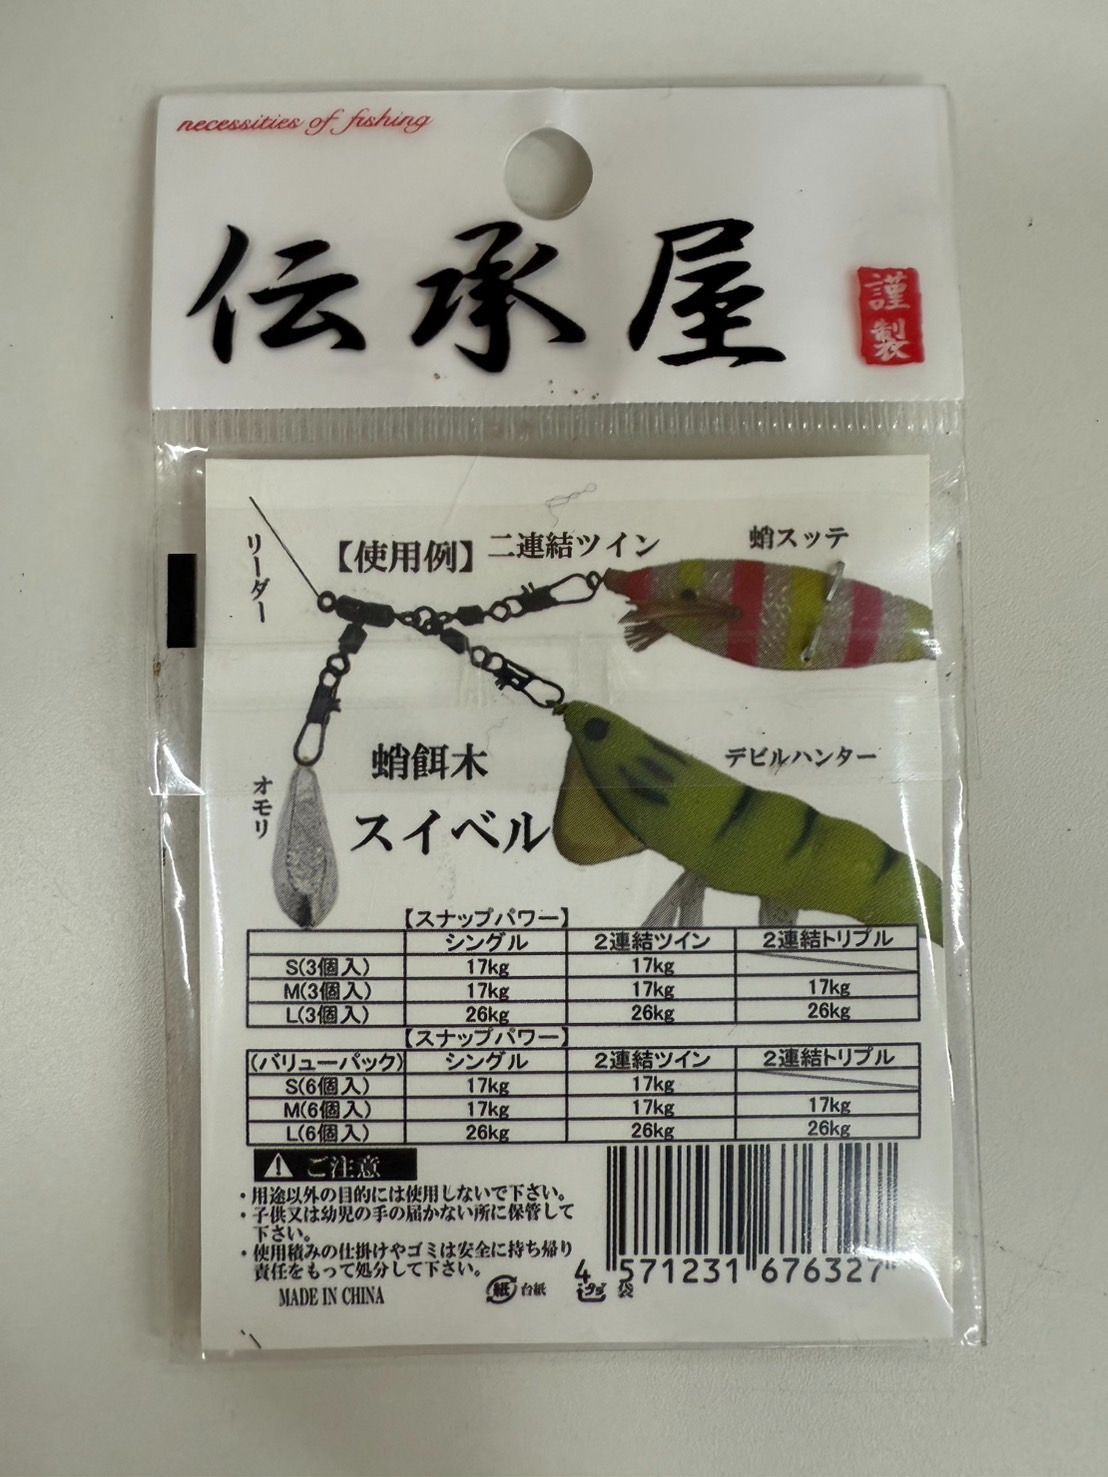 necessities of fishing
伝承屋
謹製
リーダー
【使用例】
二連結ツイン
蛸スッテ
蛸餌木
スイベル
デビルハンター
オモリ
【スナップパワー】
シングル 2連結ツイン 2連結トリプル
S(3個入) 17kg 17kg
M(3個入) 17kg 17kg 17kg
L(3個入) 26kg 26kg 26kg
【スナップパワー】
(バリューパック) シングル 2連結ツイン 2連結トリプル
S(6個入) 17kg 17kg
M(6個入) 17kg 17kg 17kg
L(6個入) 26kg 26kg 26kg
ご注意
・用途以外の目的には使用しないで下さい。
・子供又は幼児の手の届かない所に保管して
下さい。
・使用積みの仕掛けやゴミは安全に持ち帰り
責任をもって処分して下さい。
MADE IN CHINA
紙 台紙
プラ 袋
4 571231 676327